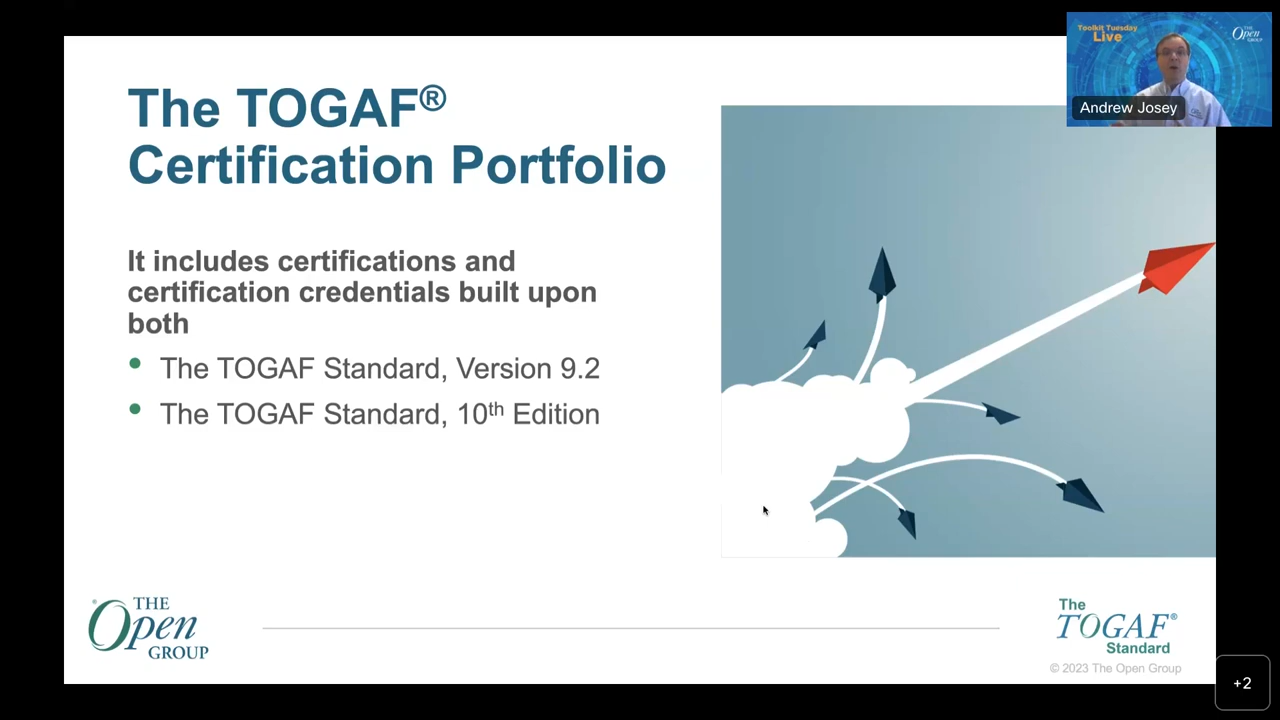 The TOGAF®
Certification Portfolio
It includes certifications and
certification credentials built upon
both
• The TOGAF Standard, Version 9.2
• The TOGAF Standard, 10th Edition
Toolkit Tuesday
Live
THE
Open
GROUP
Andrew Josey
THE
Open
GROUP
The
TOGAF®
Standard
© 2023 The Open Group
+2